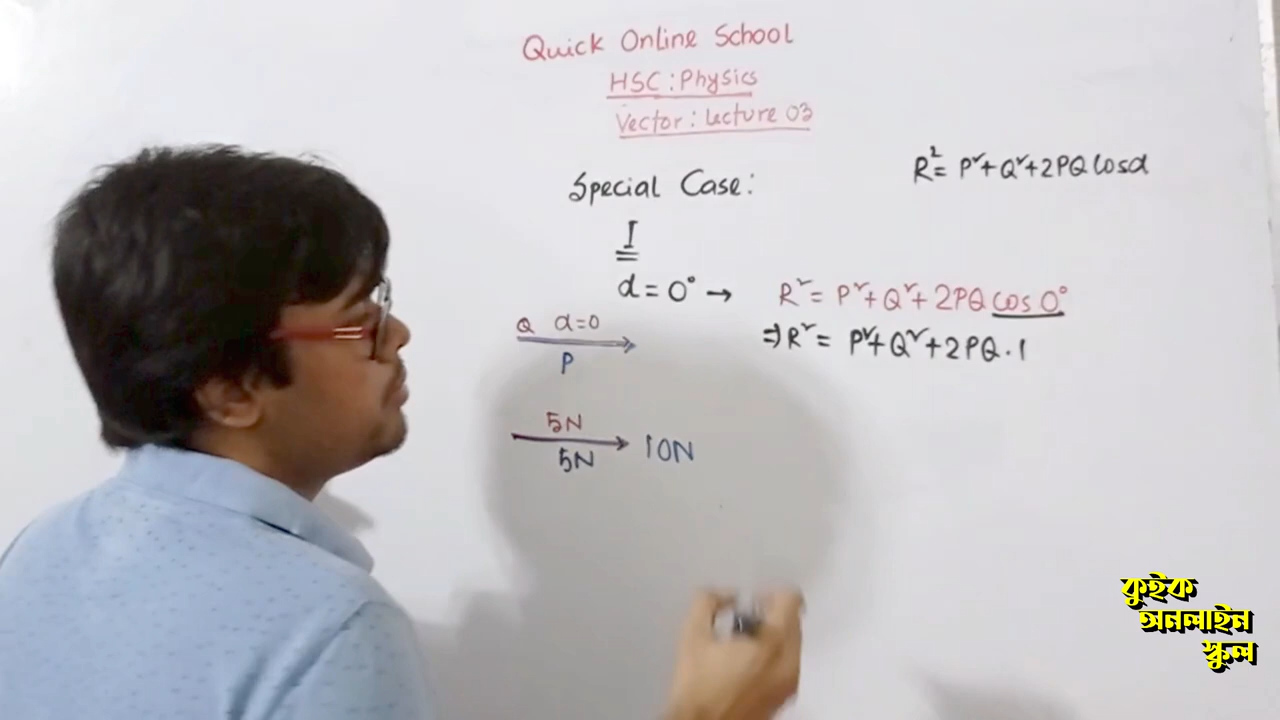 Quick Online School
HSC : Physics
Vector : Lecture 03
R² = P² + Q² + 2PQ cosα
Special Case :
I
α = 0° → R² = P² + Q² + 2PQ cos 0°
⇒ R² = P² + Q² + 2PQ . 1
Q α = 0
P
5N
5N
10N
কুইক
অনলাইন
স্কুল